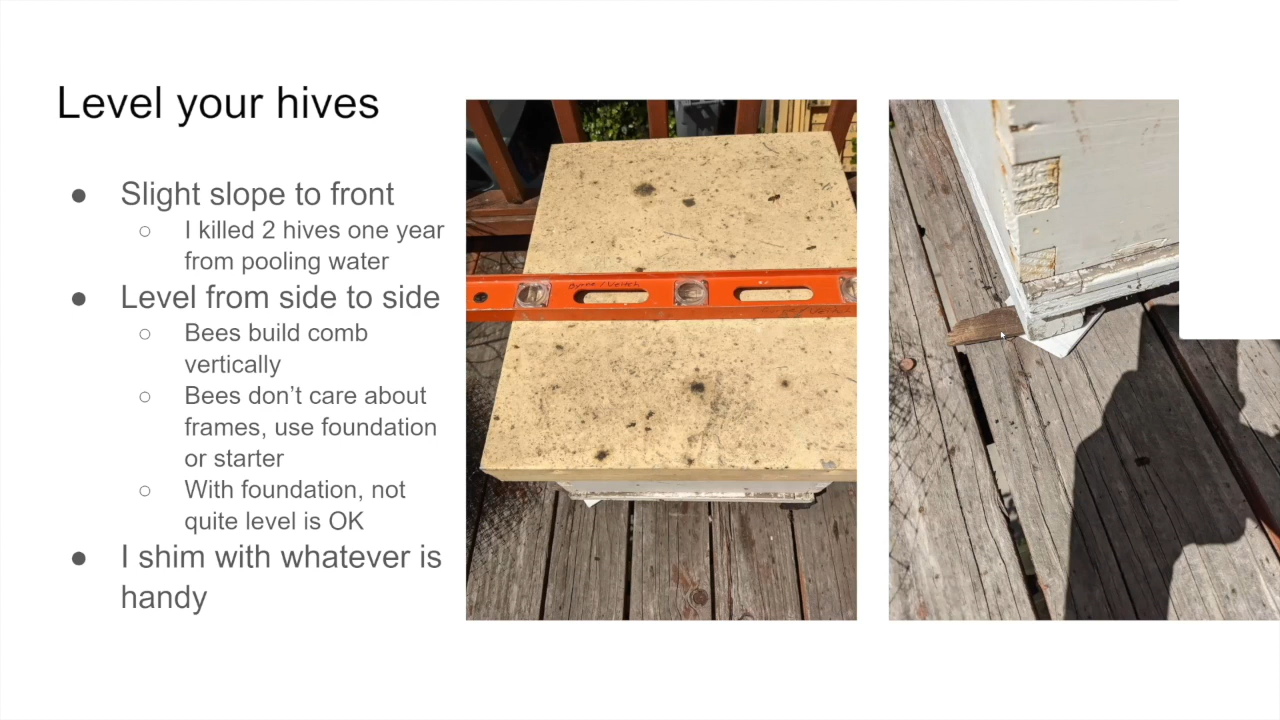 Level your hives
● Slight slope to front
○ I killed 2 hives one year
from pooling water
● Level from side to side
○ Bees build comb
vertically
○ Bees don’t care about
frames, use foundation
or starter
○ With foundation, not
quite level is OK
● I shim with whatever is
handy